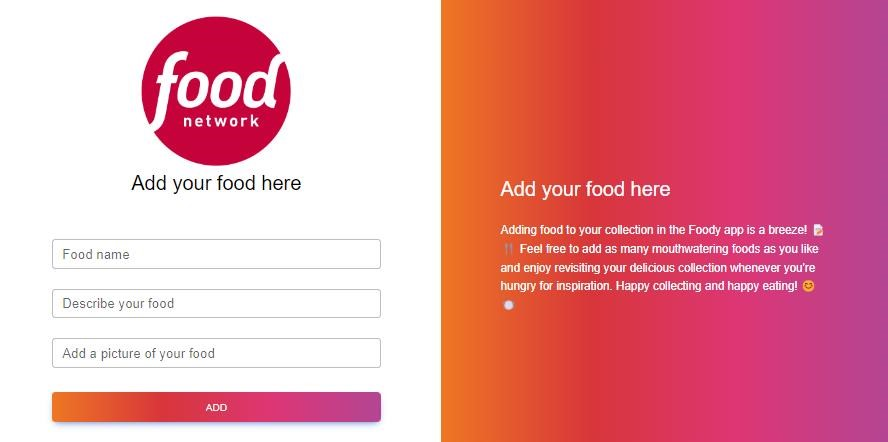 food
network
Add your food here
Food name
Describe your food
Add a picture of your food
ADD
Add your food here
Adding food to your collection in the Foody app is a breeze! 📝
🍴 Feel free to add as many mouthwatering foods as you like
and enjoy revisiting your delicious collection whenever you're
hungry for inspiration. Happy collecting and happy eating! 😊
🍽️